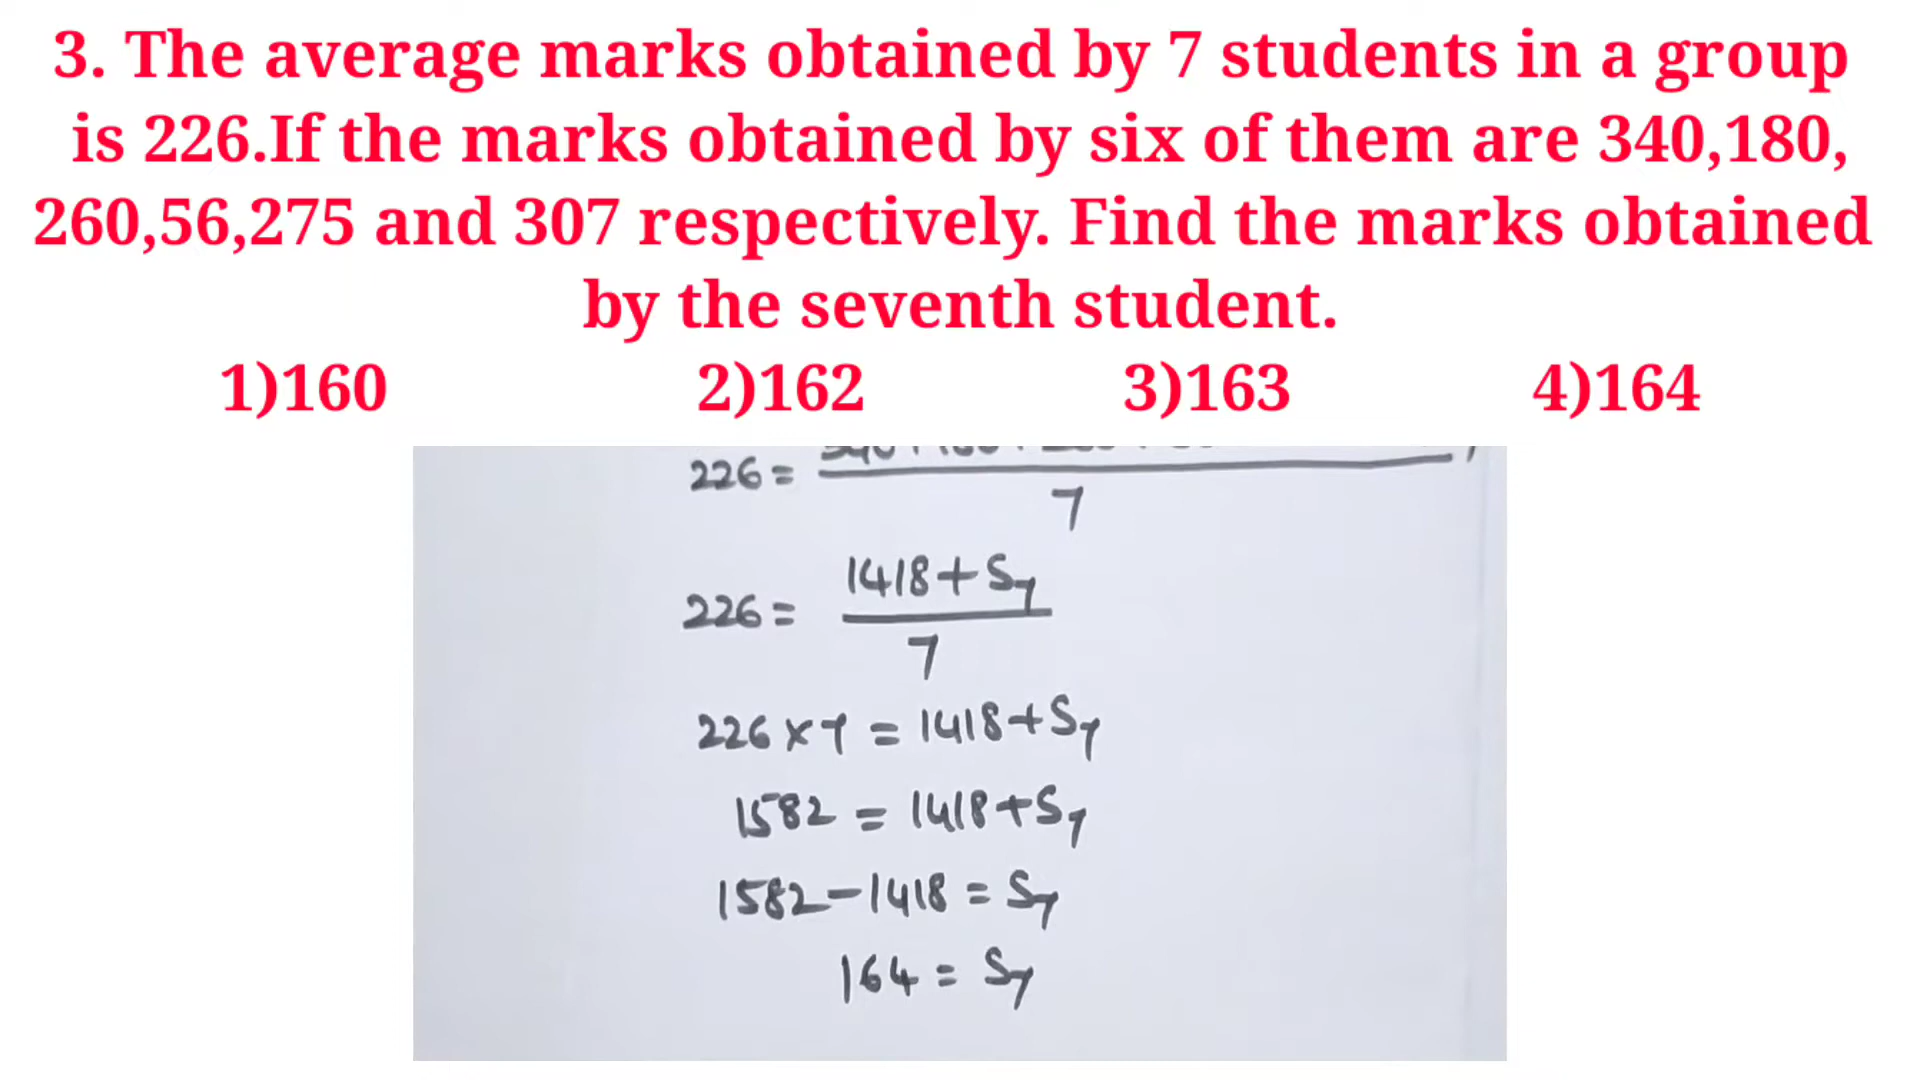 3. The average marks obtained by 7 students in a group
is 226.If the marks obtained by six of them are 340,180,
260,56,275 and 307 respectively. Find the marks obtained
by the seventh student.
1)160 2)162 3)163 4)164
226 =
7
1418+S7
226 =
7
226 x 7 = 1418+S7
1582 = 1418+S7
1582-1418 = S7
164 = S7